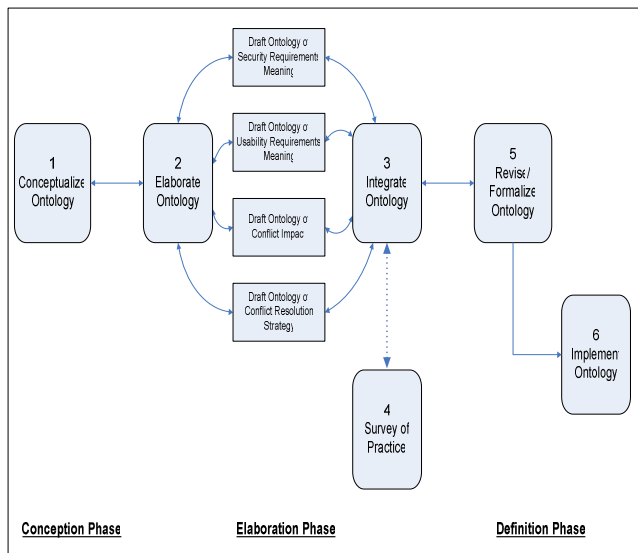 Draft Ontology o
Security Requirements
Meaning
Draft Ontology o
Usability Requirements
Meaning
1
Conceptualize
Ontology
2
Elaborate
Ontology
3
Integrate
Ontology
5
Revise/
Formalize
Ontology
Draft Ontology o
Conflict Impac
Draft Ontology o
Conflict Resolution
Strategy
6
Implemen
Ontology
4
Survey of
Practice
Conception Phase
Elaboration Phase
Definition Phase